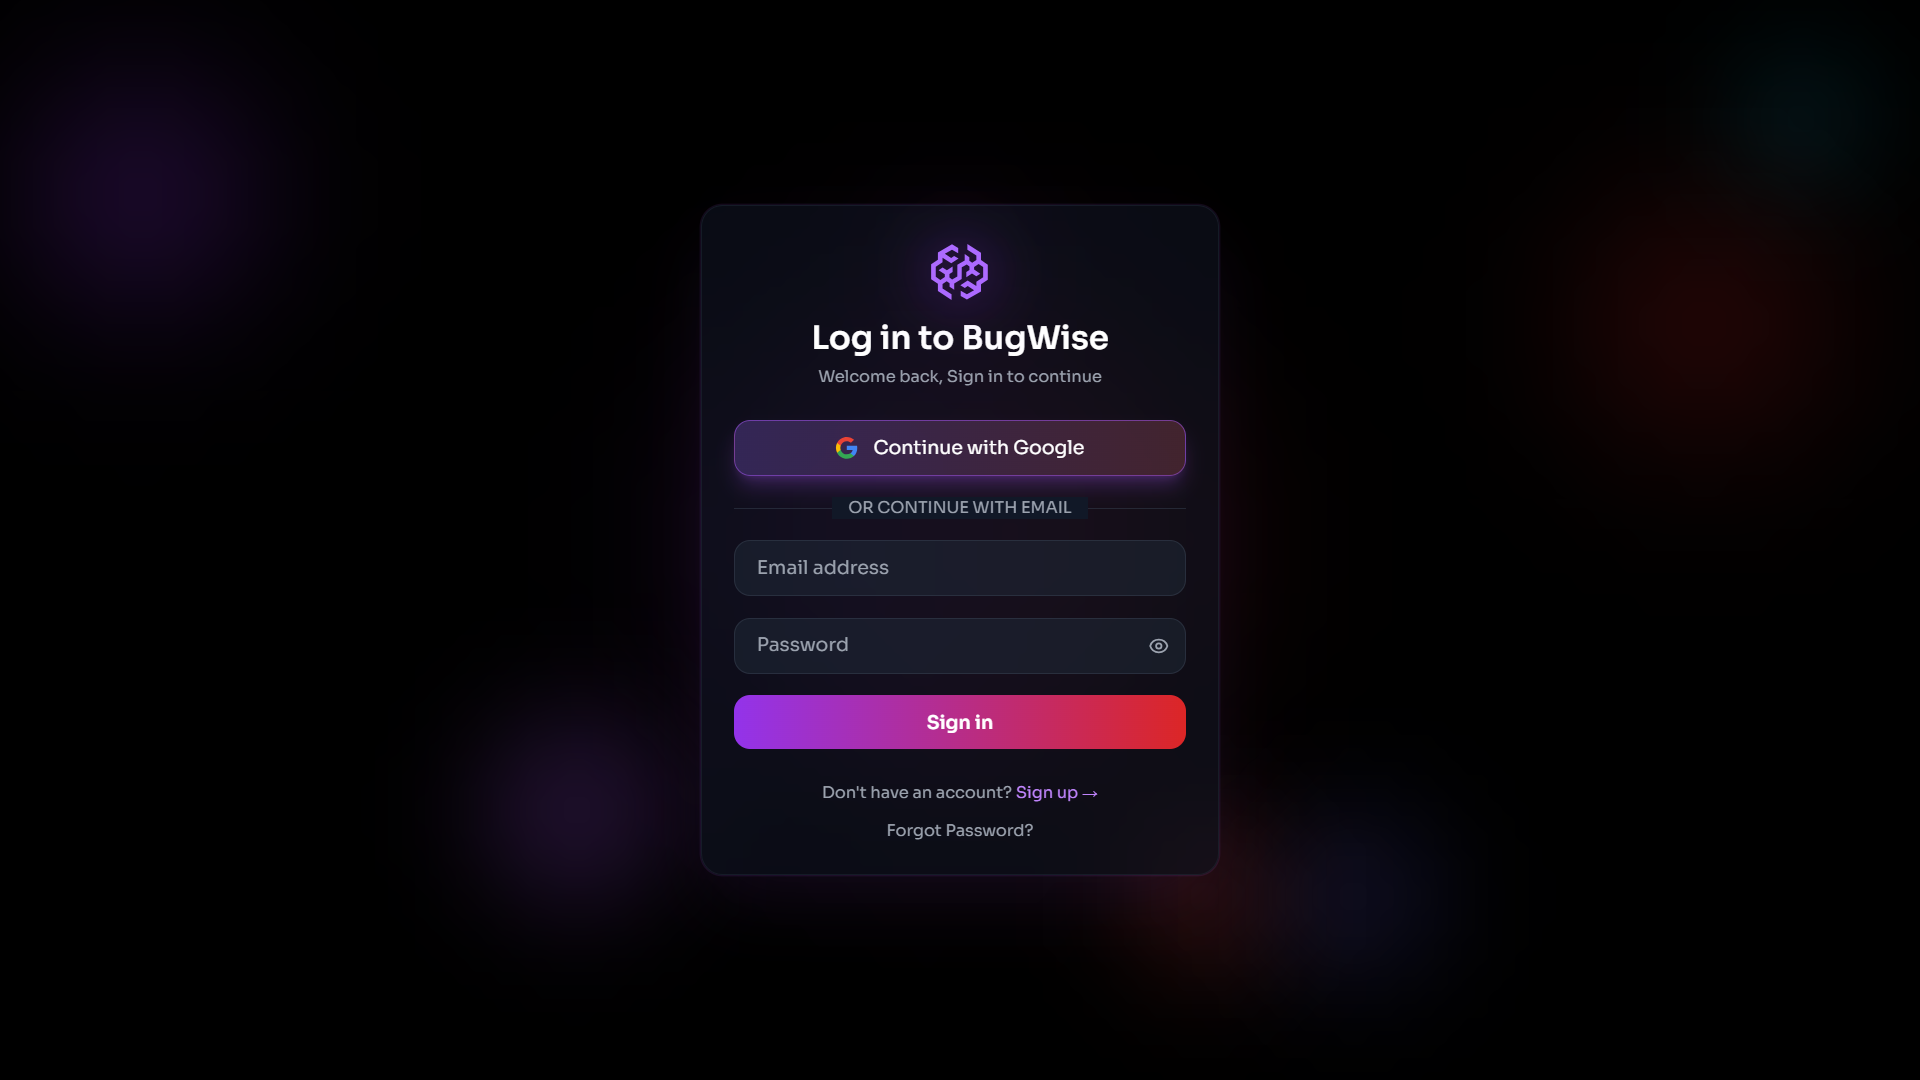 Log in to BugWise
Welcome back, Sign in to continue
Continue with Google
OR CONTINUE WITH EMAIL
Email address
Password
Sign in
Don't have an account? Sign up →
Forgot Password?